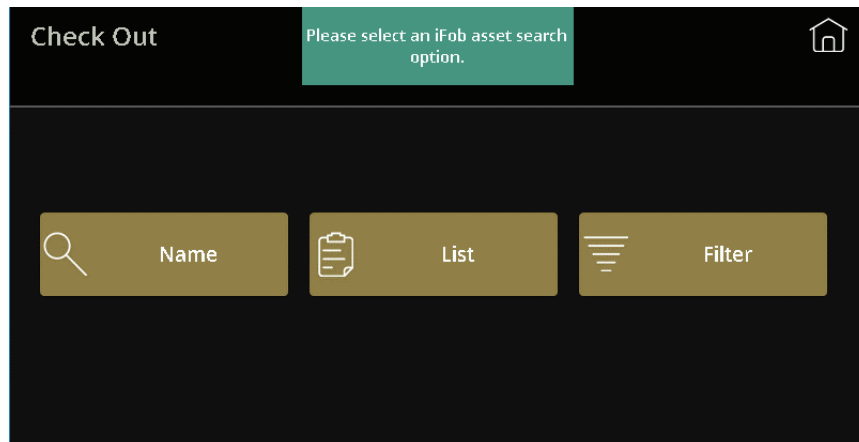 Check Out
Please select an iFob asset search
option.
Name
List
Filter